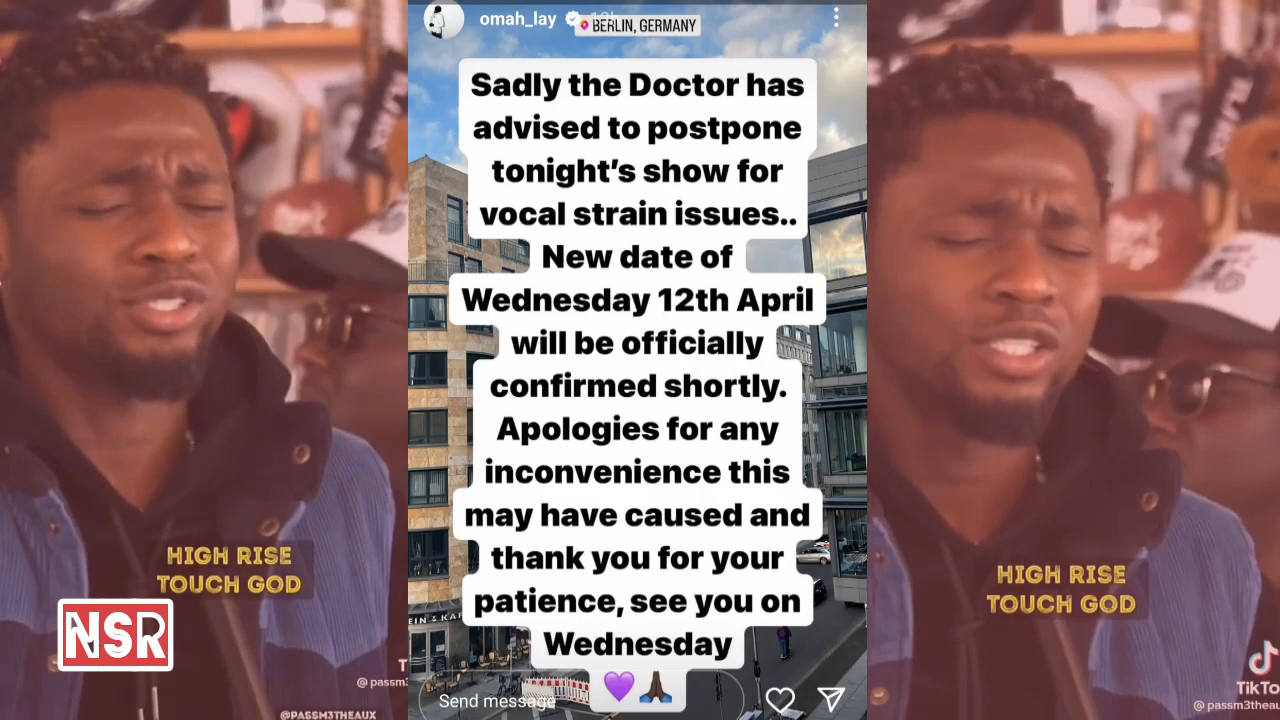 omah_lay
BERLIN, GERMANY
Sadly the Doctor has
advised to postpone
tonight's show for
vocal strain issues..
New date of
Wednesday 12th April
will be officially
confirmed shortly.
Apologies for any
inconvenience this
may have caused and
thank you for your
patience, see you on
Wednesday
💜 🙏🏿
Send message
HIGH RISE
TOUCH GOD
NSR
@ passm3
@PASSM3THEAUX
HIGH RISE
TOUCH GOD
TikTo
@ passm3theaux